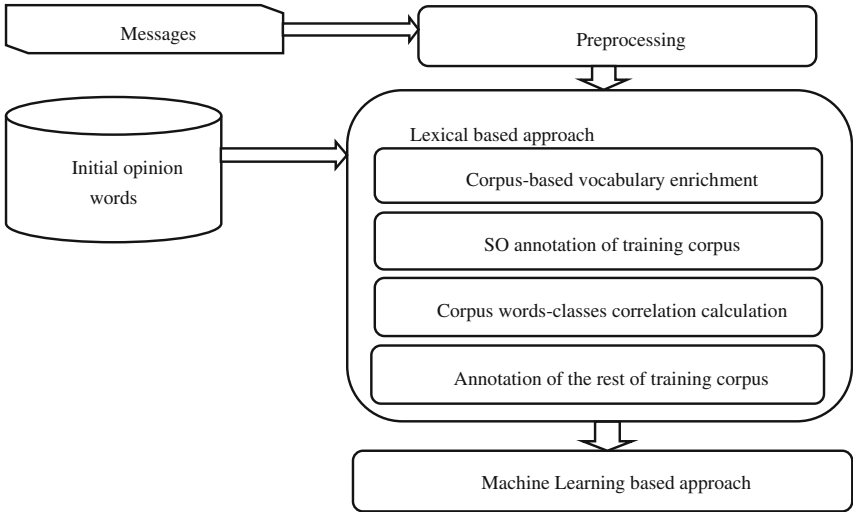 Messages
Preprocessing
Initial opinion
words
Lexical based approach
Corpus-based vocabulary enrichment
SO annotation of training corpus
Corpus words-classes correlation calculation
Annotation of the rest of training corpus
Machine Learning based approach